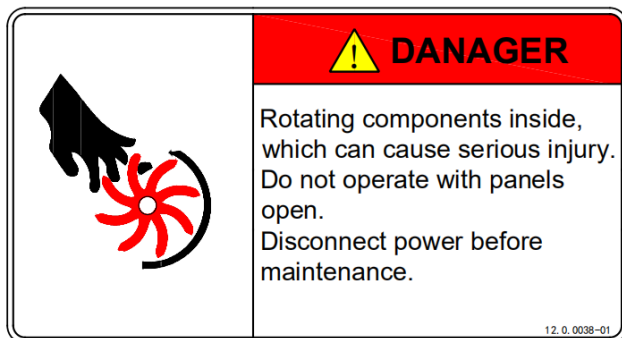 DANAGER
Rotating components inside,
which can cause serious injury.
Do not operate with panels
open.
Disconnect power before
maintenance.
12.0.0038-01